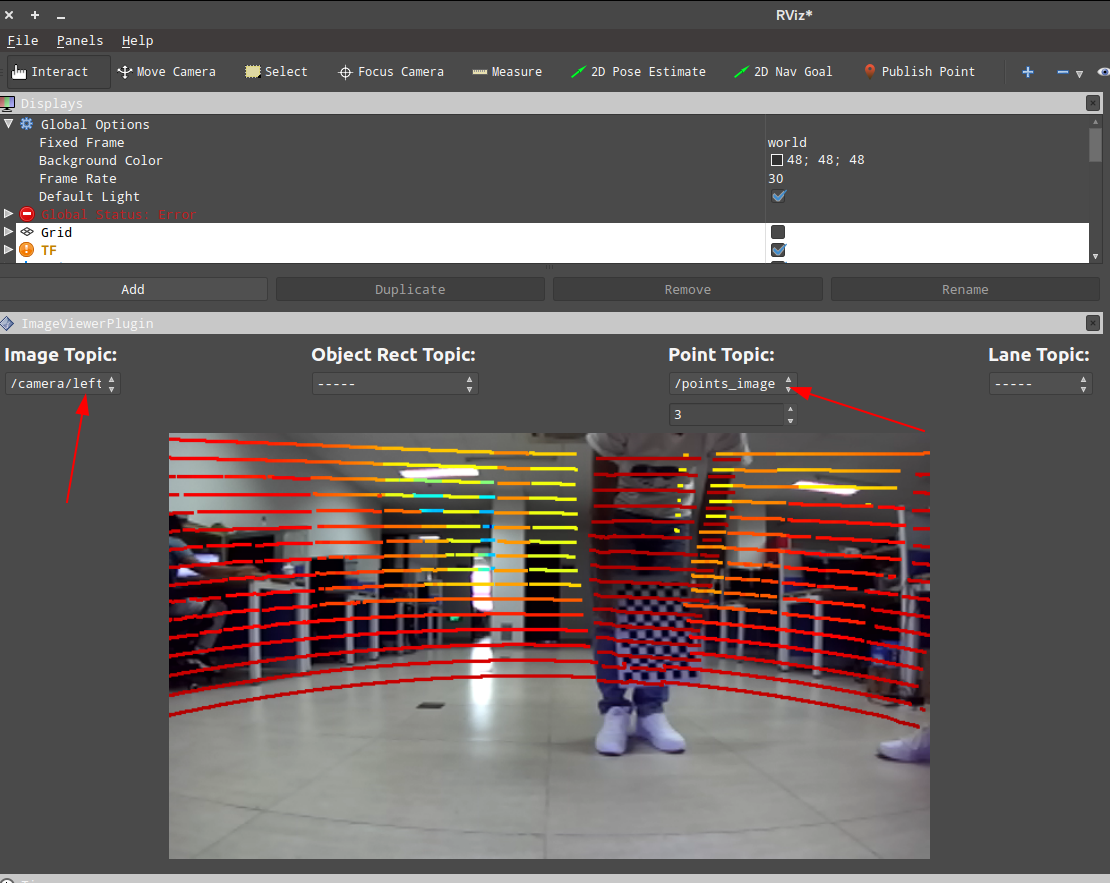 RViz*
File Panels Help
Interact Move Camera Select Focus Camera Measure 2D Pose Estimate 2D Nav Goal Publish Point
Displays
Global Options
Fixed Frame world
Background Color 48; 48; 48
Frame Rate 30
Default Light
Global Status: Error
Grid
TF
Add Duplicate Remove Rename
ImageViewerPlugin
Image Topic: Object Rect Topic: Point Topic: Lane Topic:
/camera/left ----- /points_image -----
3